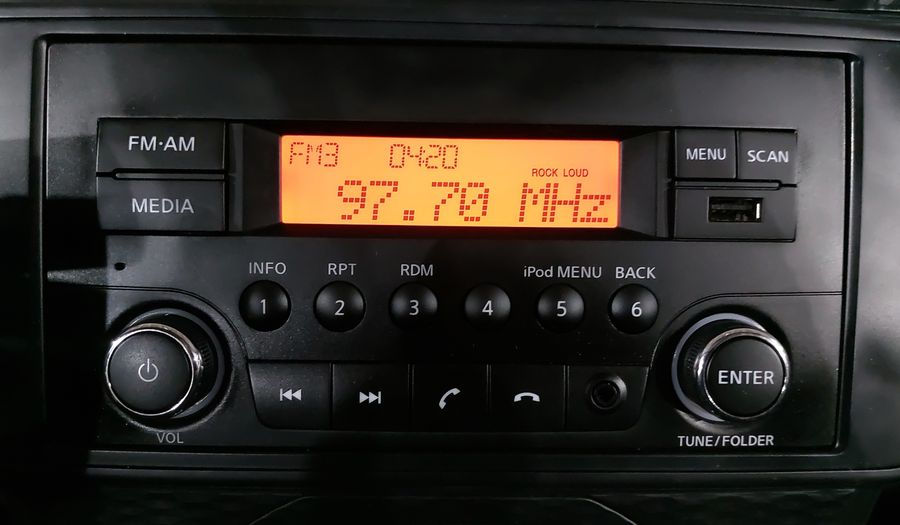 FM·AM
MEDIA
FM3 04:20
ROCK LOUD
97.70 MHz
MENU SCAN
INFO RPT RDM iPod MENU BACK
1 2 3 4 5 6
ENTER
VOL
TUNE/FOLDER